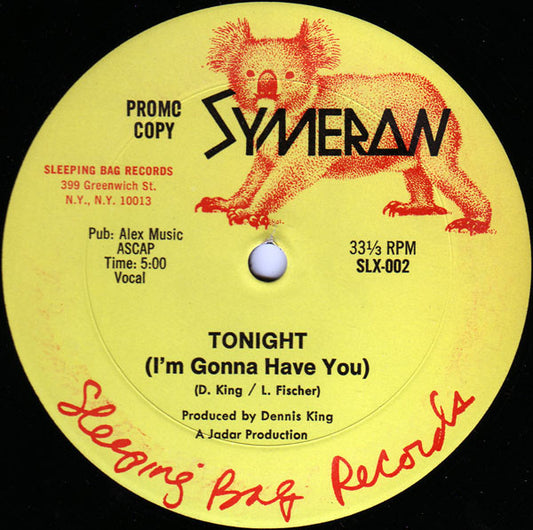 PROMO
COPY
SYMERAN
SLEEPING BAG RECORDS
399 Greenwich St.
N.Y., N.Y. 10013
Pub: Alex Music
ASCAP
Time: 5:00
Vocal
33⅓ RPM
SLX-002
TONIGHT
(I'm Gonna Have You)
(D. King / L. Fischer)
Produced by Dennis King
A Jadar Production
Sleeping Bag Records